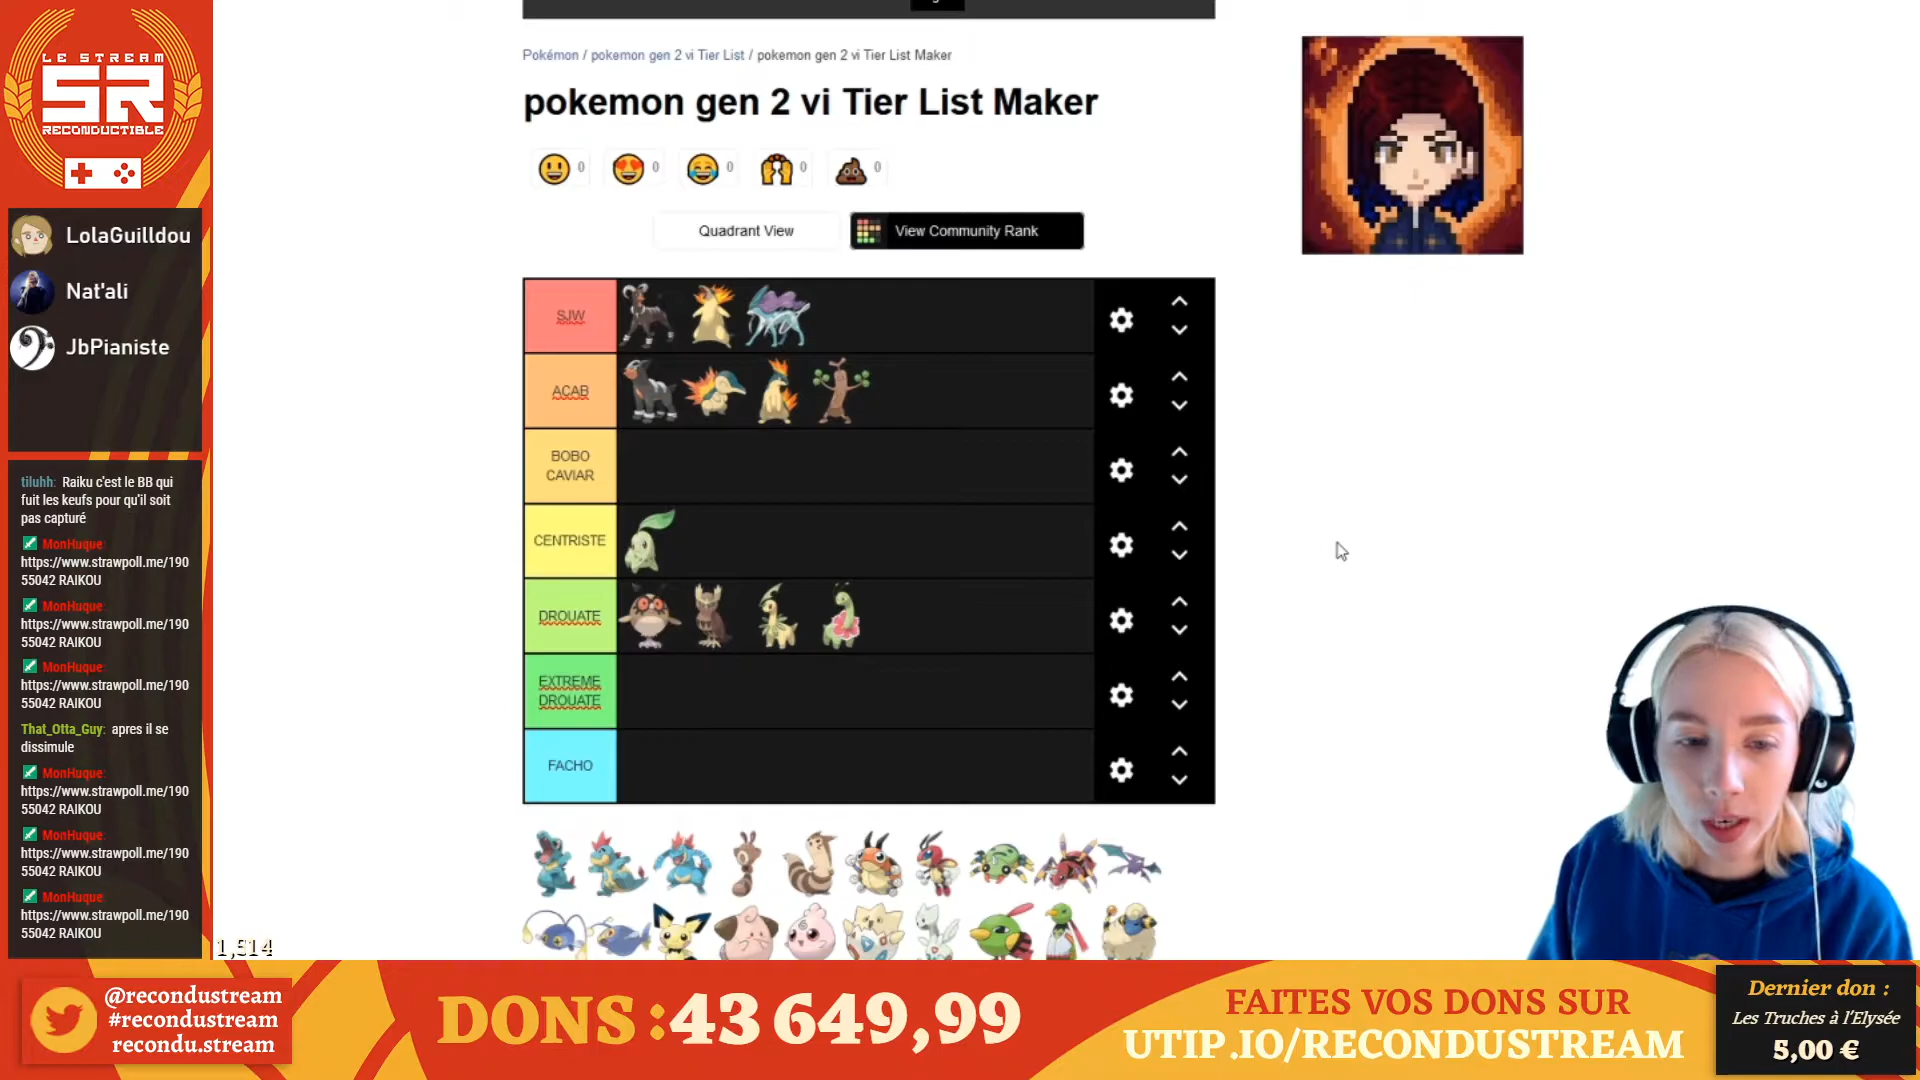 LE STREAM
SR
RECONDUCTIBLE
LolaGuilldou
Nat'ali
JbPianiste
tiluhh: Raiku c'est le BB qui
fuit les keufs pour qu'il soit
pas capturé
MonHuque:
https://www.strawpoll.me/190
55042 RAIKOU
MonHuque:
https://www.strawpoll.me/190
55042 RAIKOU
MonHuque:
https://www.strawpoll.me/190
55042 RAIKOU
That_Otta_Guy: apres il se
dissimule
MonHuque:
https://www.strawpoll.me/190
55042 RAIKOU
MonHuque:
https://www.strawpoll.me/190
55042 RAIKOU
MonHuque:
https://www.strawpoll.me/190
55042 RAIKOU
1,514
Pokémon / pokemon gen 2 vi Tier List / pokemon gen 2 vi Tier List Maker
pokemon gen 2 vi Tier List Maker
0 0 0 0 0
Quadrant View
View Community Rank
SJW
ACAB
BOBO
CAVIAR
CENTRISTE
DROUATE
EXTREME
DROUATE
FACHO
@recondustream
#recondustream
recondu.stream
DONS :43 649,99
FAITES VOS DONS SUR
UTIP.IO/RECONDUSTREAM
Dernier don :
Les Truches à l'Elysée
5,00 €